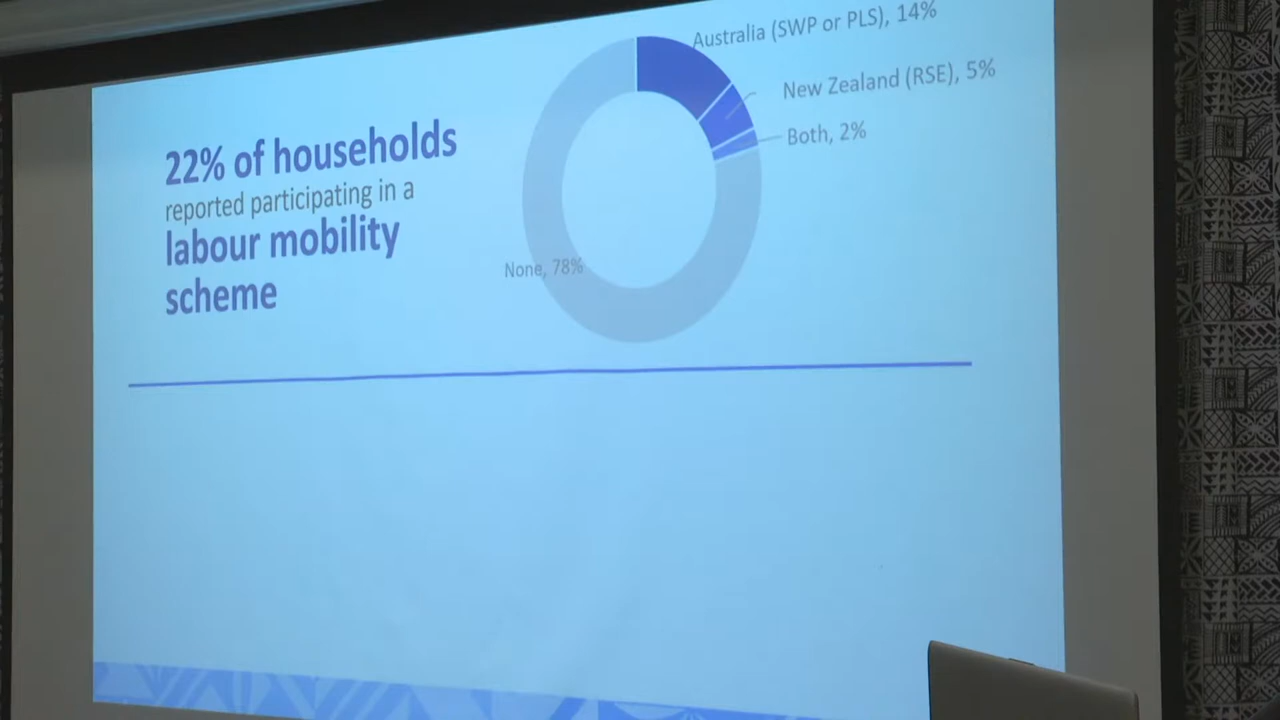 22% of households
reported participating in a
labour mobility
scheme
Australia (SWP or PLS), 14%
New Zealand (RSE), 5%
Both, 2%
None, 78%